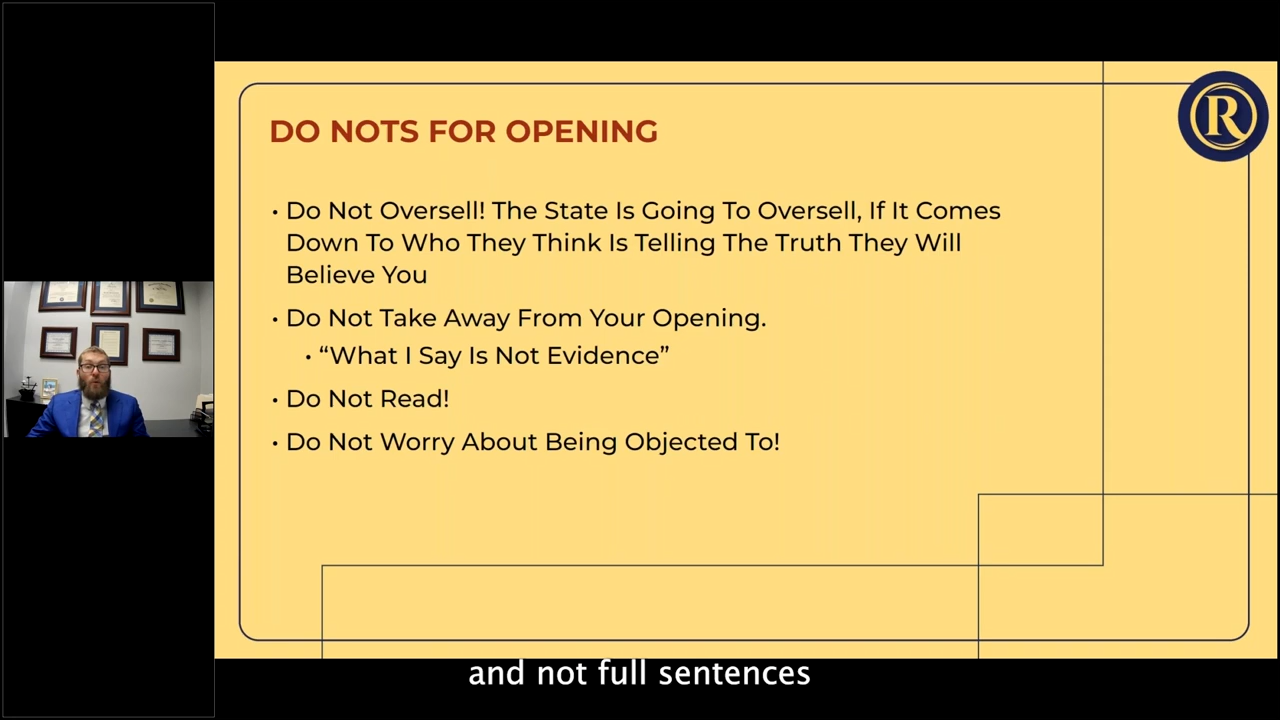 R
DO NOTS FOR OPENING
• Do Not Oversell! The State Is Going To Oversell, If It Comes
Down To Who They Think Is Telling The Truth They Will
Believe You
• Do Not Take Away From Your Opening.
• “What I Say Is Not Evidence”
• Do Not Read!
• Do Not Worry About Being Objected To!
and not full sentences